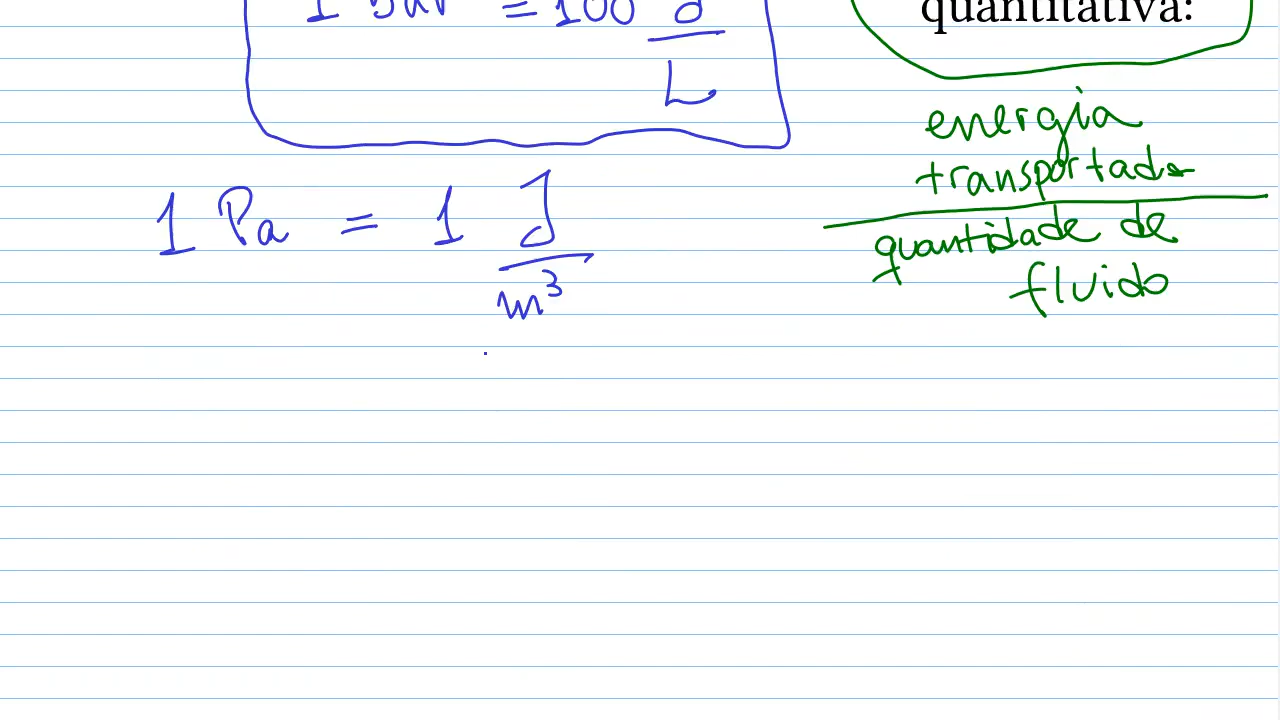 1 bar = 100 J
L
quantitativa:
energia
transportada
quantidade de
fluido
1 Pa = 1 J
m³